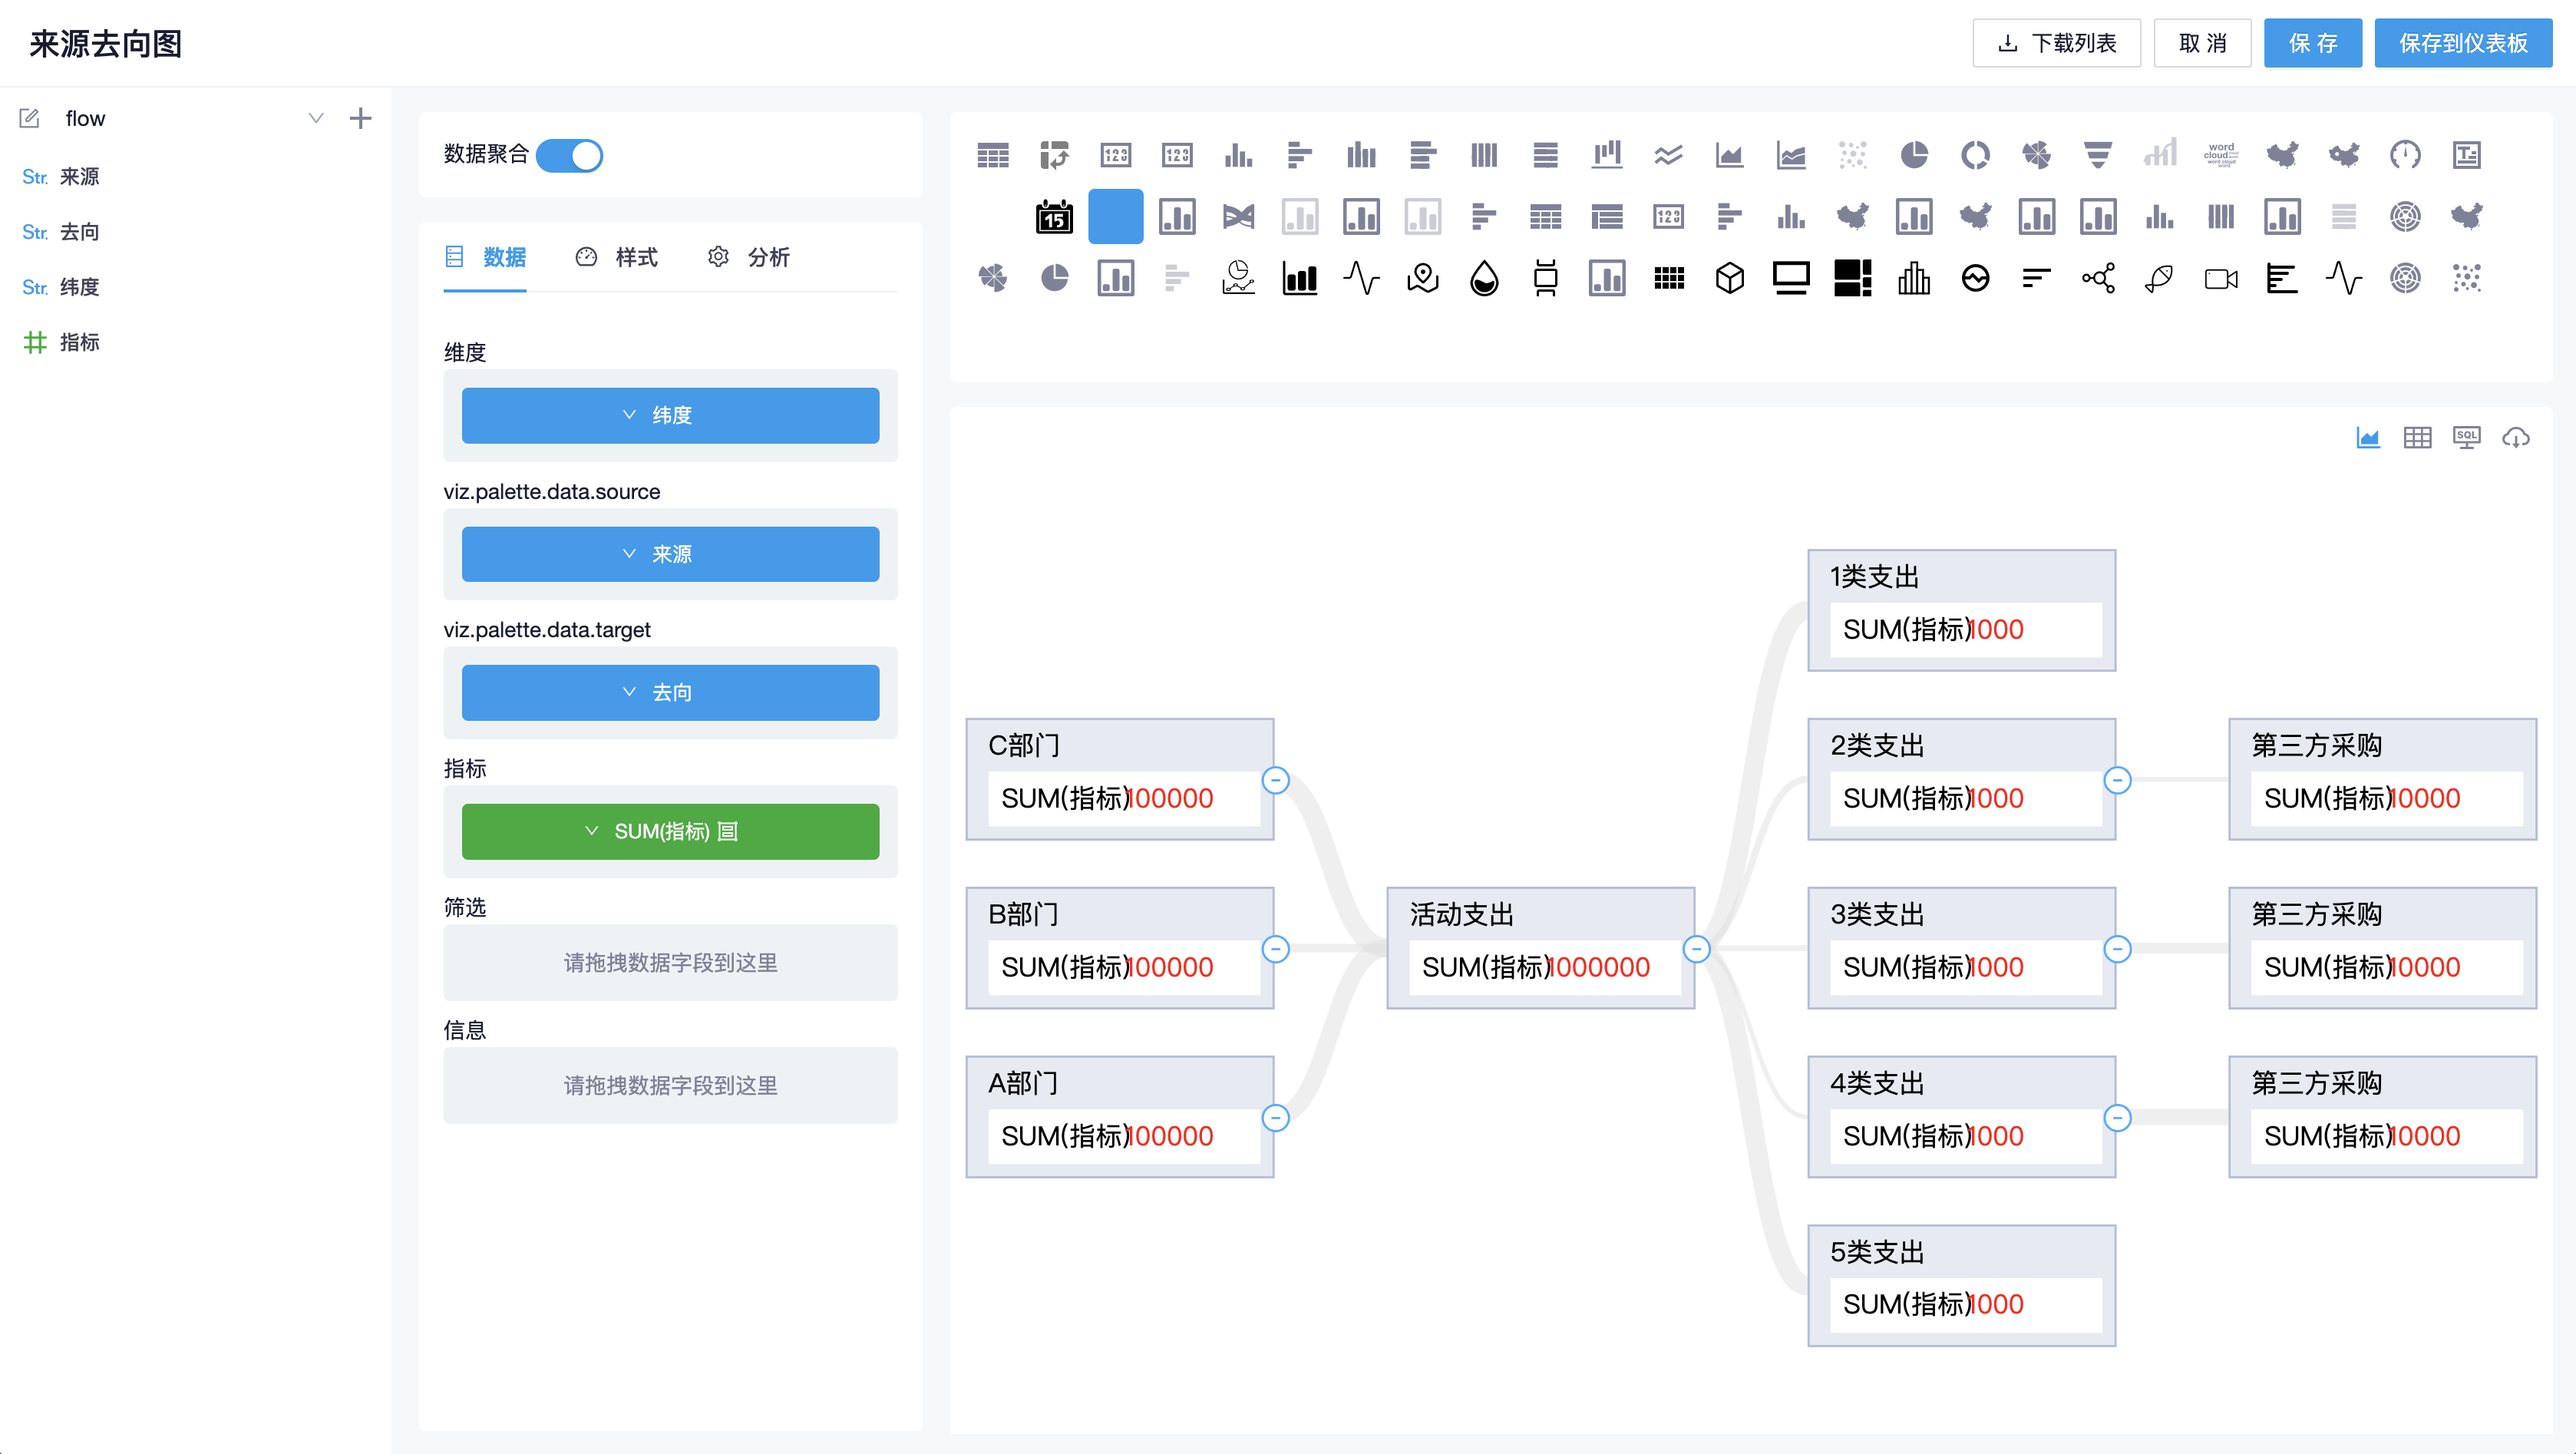 来源去向图
下载列表
取 消
保 存
保存到仪表板
flow
Str. 来源
Str. 去向
Str. 纬度
指标
数据聚合
数据
样式
分析
维度
纬度
viz.palette.data.source
来源
viz.palette.data.target
去向
指标
SUM(指标)
筛选
请拖拽数据字段到这里
信息
请拖拽数据字段到这里
123
123
word
cloud
15
123
SQL
1类支出
SUM(指标)1000
C部门
SUM(指标)100000
2类支出
SUM(指标)1000
第三方采购
SUM(指标)10000
B部门
SUM(指标)100000
活动支出
SUM(指标)1000000
3类支出
SUM(指标)1000
第三方采购
SUM(指标)10000
A部门
SUM(指标)100000
4类支出
SUM(指标)1000
第三方采购
SUM(指标)10000
5类支出
SUM(指标)1000